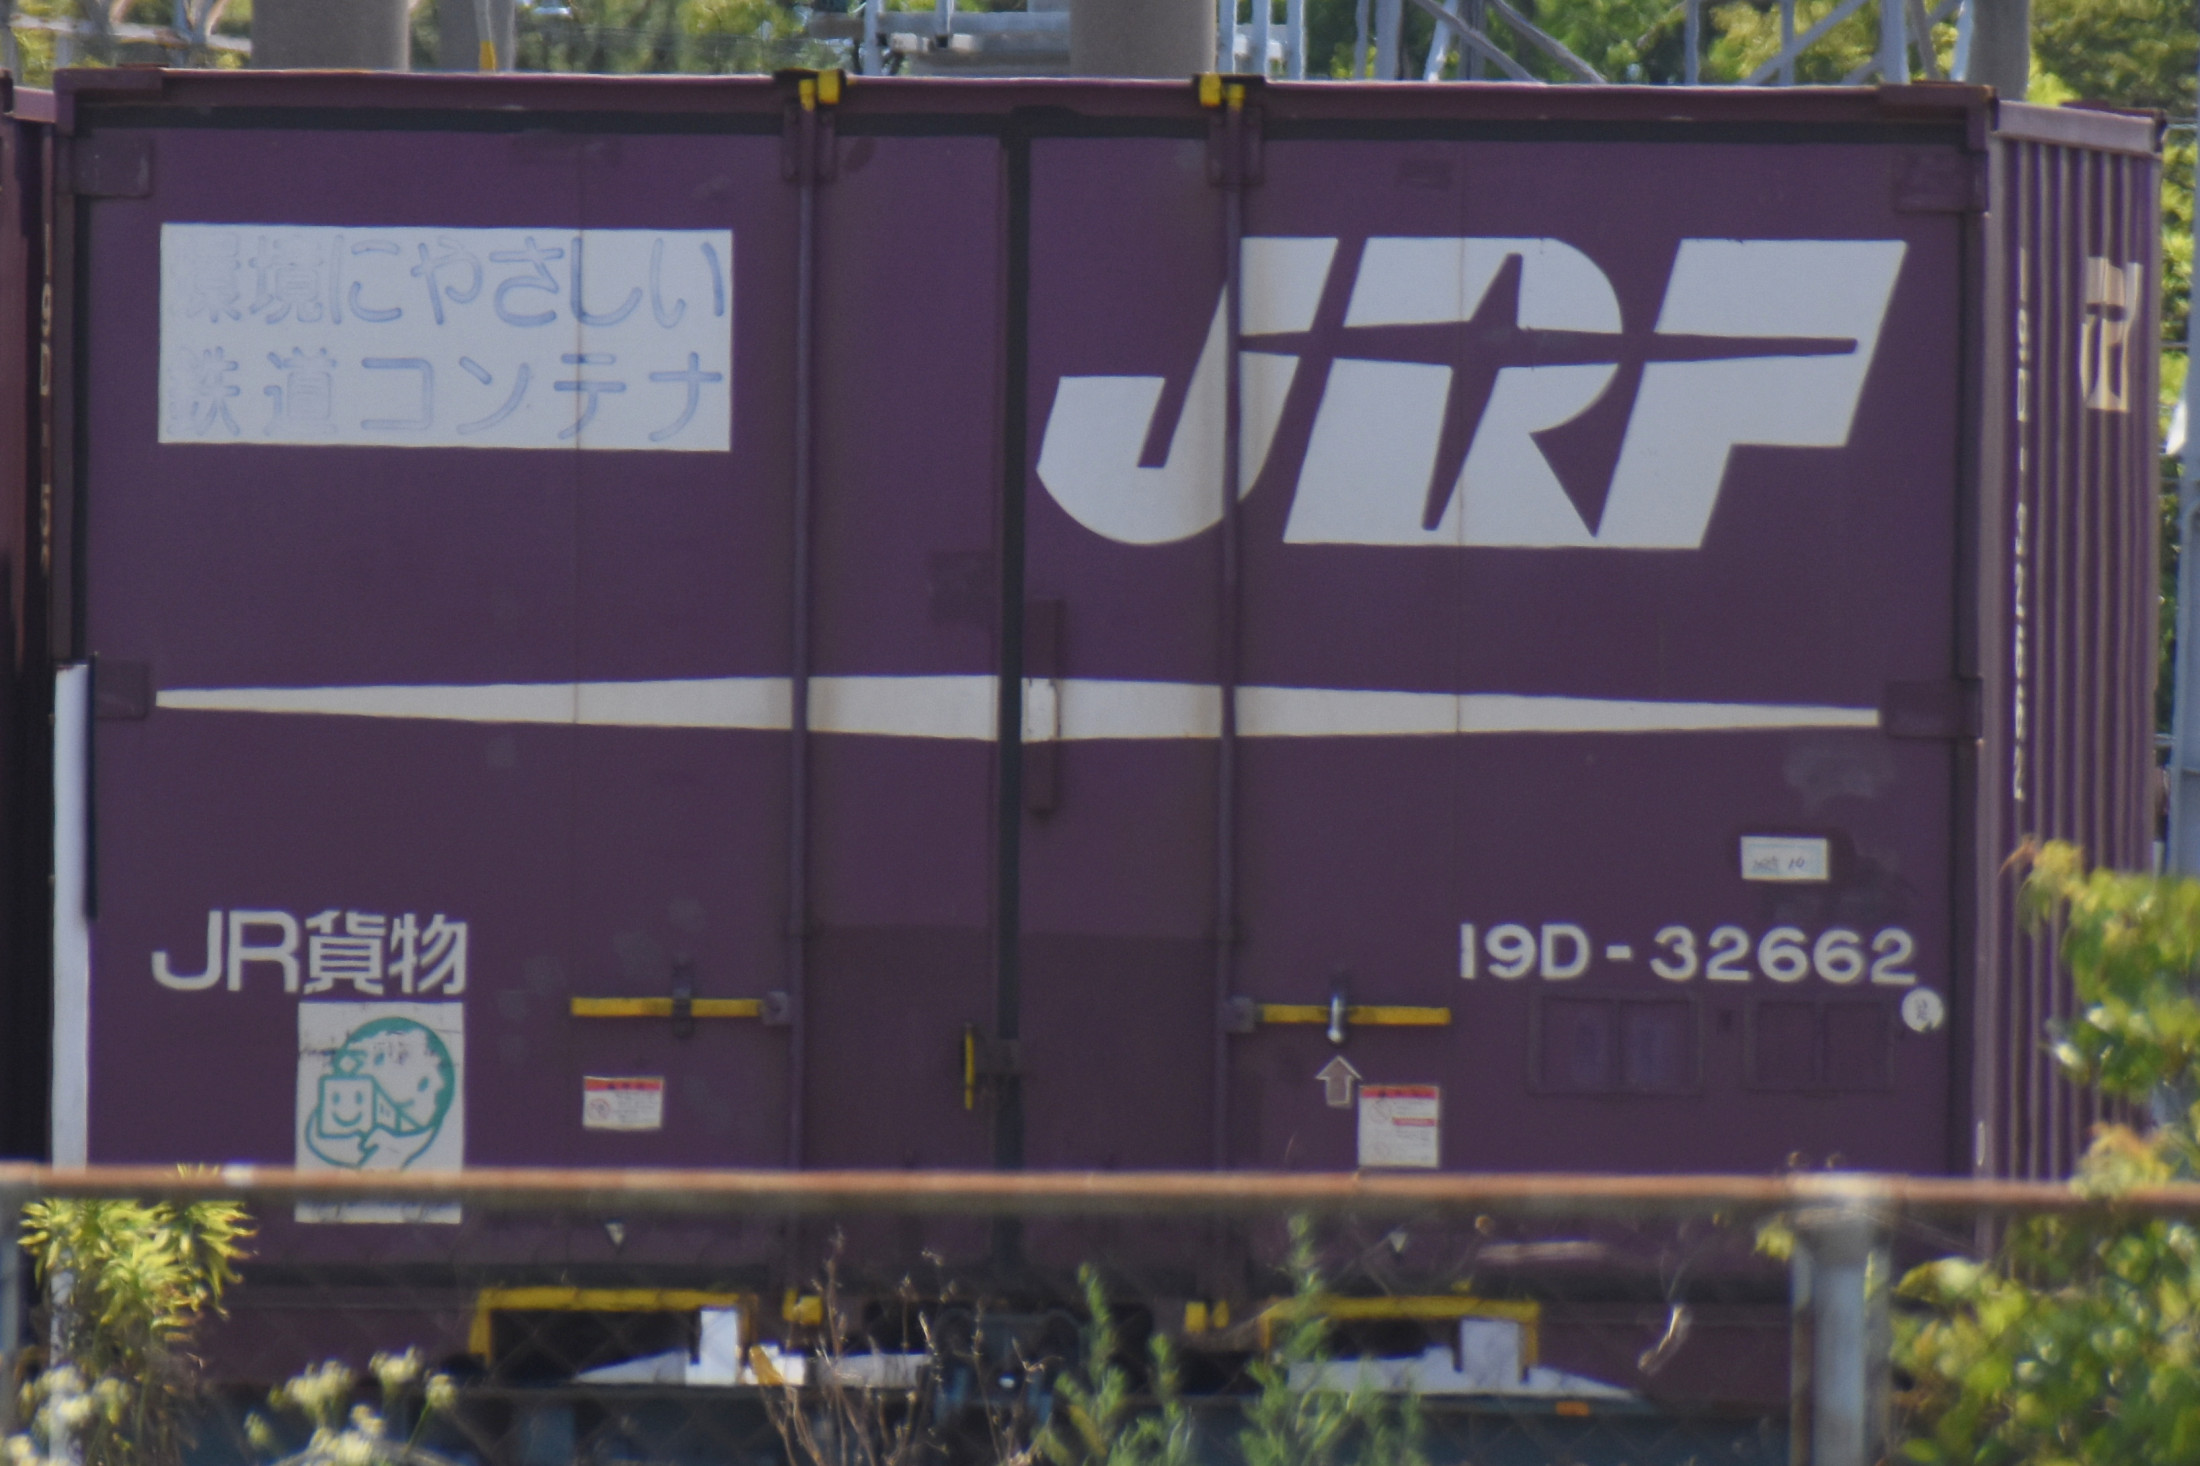 環境にやさしい
鉄道コンテナ
JRF
JR貨物
19D-32662